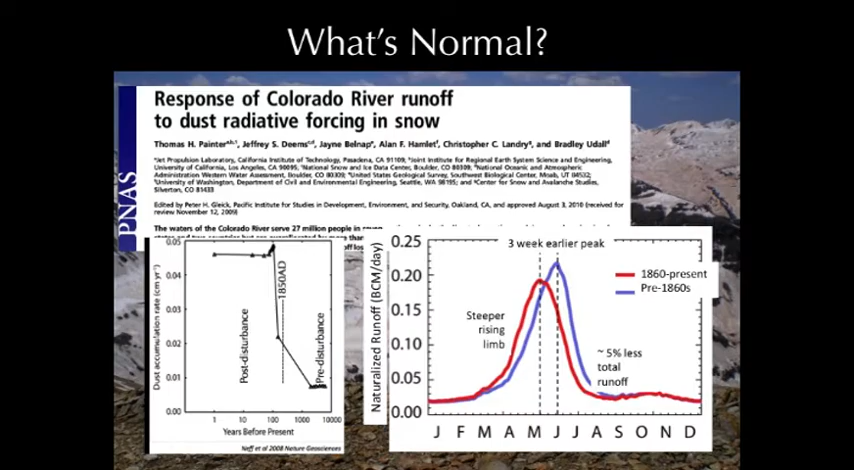 What's Normal?
PNAS
Response of Colorado River runoff
to dust radiative forcing in snow
Thomas H. Painter, Jeffrey S. Deems, Jayne Belnap, Alan F. Hamlet, Christopher C. Landry, and Bradley Udall
Jet Propulsion Laboratory, California Institute of Technology, Pasadena, CA 91109; Joint Institute for Regional Earth System Science and Engineering,
University of California, Los Angeles, CA 90095; National Snow and Ice Data Center, Boulder, CO 80309; National Oceanic and Atmospheric
Administration Western Water Assessment, Boulder, CO 80309; United States Geological Survey, Southwest Biological Center, Moab, UT 84532;
University of Washington, Department of Civil and Environmental Engineering, Seattle, WA 98195; and Center for Snow and Avalanche Studies,
Silverton, CO 81433
Edited by Peter H. Gleick, Pacific Institute for Studies in Development, Environment, and Security, Oakland, CA, and approved August 3, 2010 (received for
review November 12, 2009)
The waters of the Colorado River serve 27 million people in
Dust accumulation rate (cm yr⁻¹)
0.05
0.04
0.03
0.02
0.01
0.00
Post-disturbance
1850AD
Pre-disturbance
1
10
100
1000
10000
Years Before Present
Neff et al 2008 Nature Geosciences
Naturalized Runoff (BCM/day)
0.25
0.20
0.15
0.10
0.05
0.00
3 week earlier peak
1860-present
Pre-1860s
Steeper
rising
limb
~ 5% less
total
runoff
J F M A M J J A S O N D